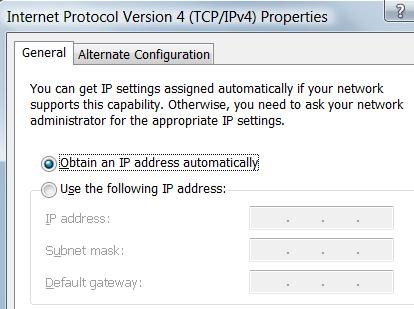 Internet Protocol Version 4 (TCP/IPv4) Properties
?
General
Alternate Configuration
You can get IP settings assigned automatically if your network
supports this capability. Otherwise, you need to ask your network
administrator for the appropriate IP settings.
Obtain an IP address automatically
Use the following IP address:
IP address:
Subnet mask:
Default gateway: